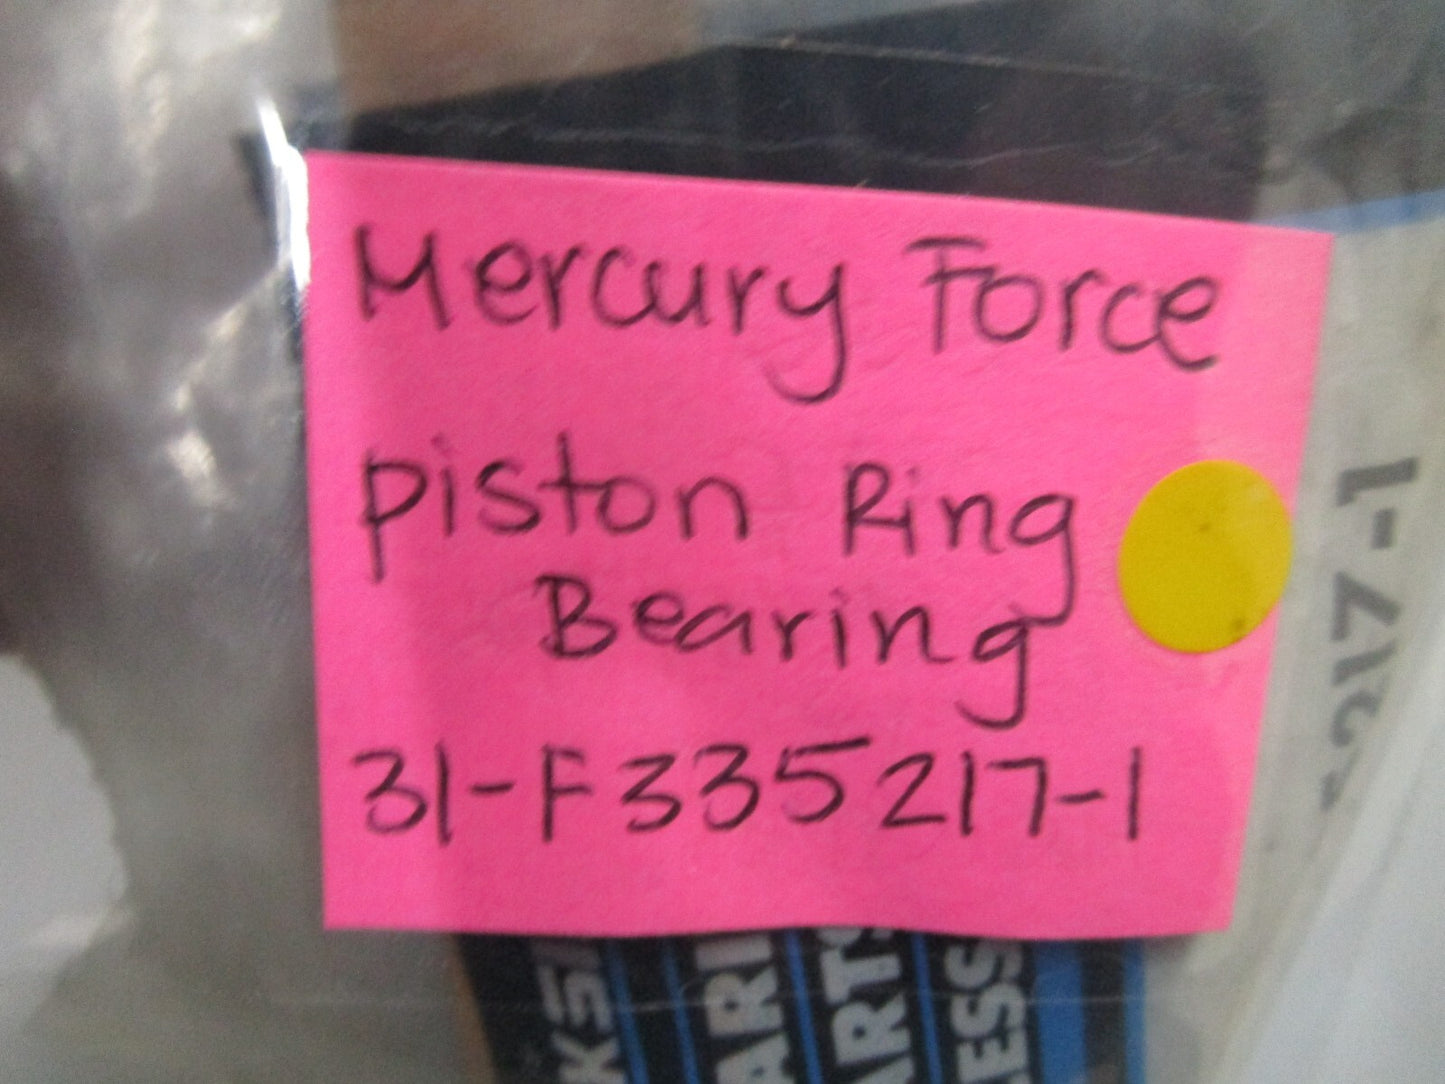 Mercury Force
Piston Ring
Bearing
31-F335217-1